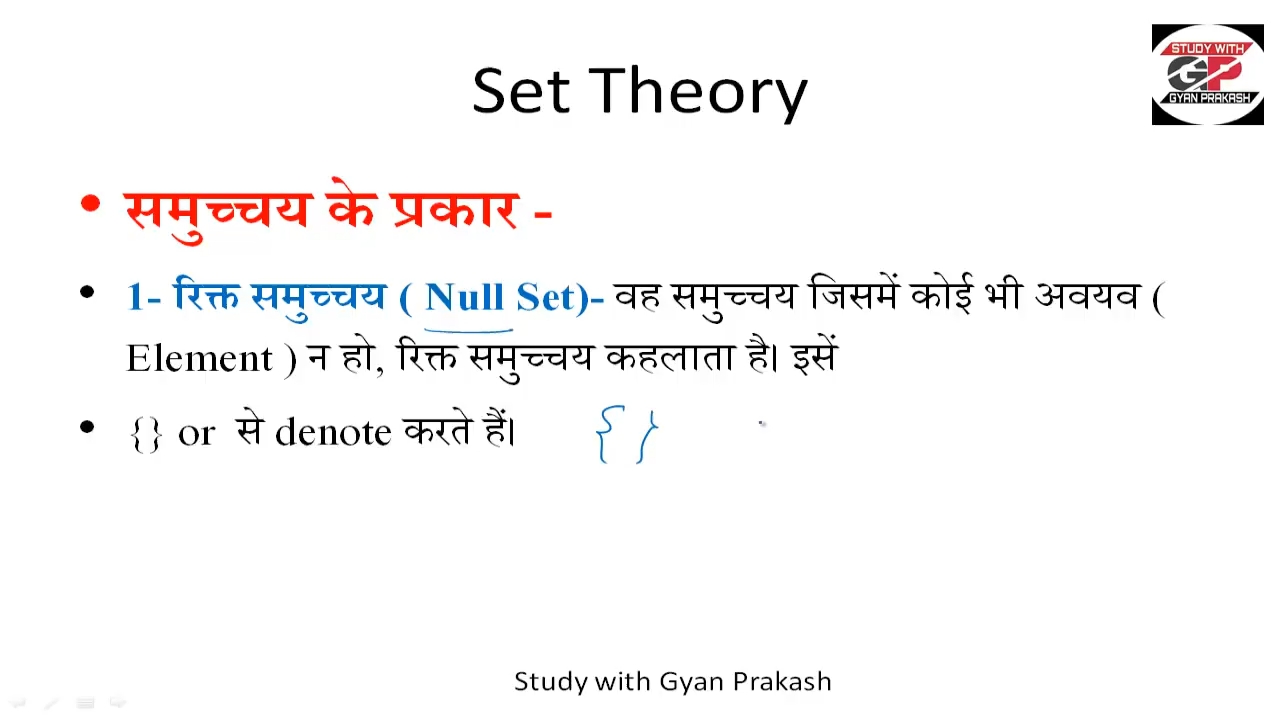 STUDY WITH
GP
GYAN PRAKASH
Set Theory
• समुच्चय के प्रकार -
• 1- रिक्त समुच्चय ( Null Set)- वह समुच्चय जिसमें कोई भी अवयव (
Element ) न हो, रिक्त समुच्चय कहलाता है। इसें
• {} or से denote करते हैं। { }
Study with Gyan Prakash